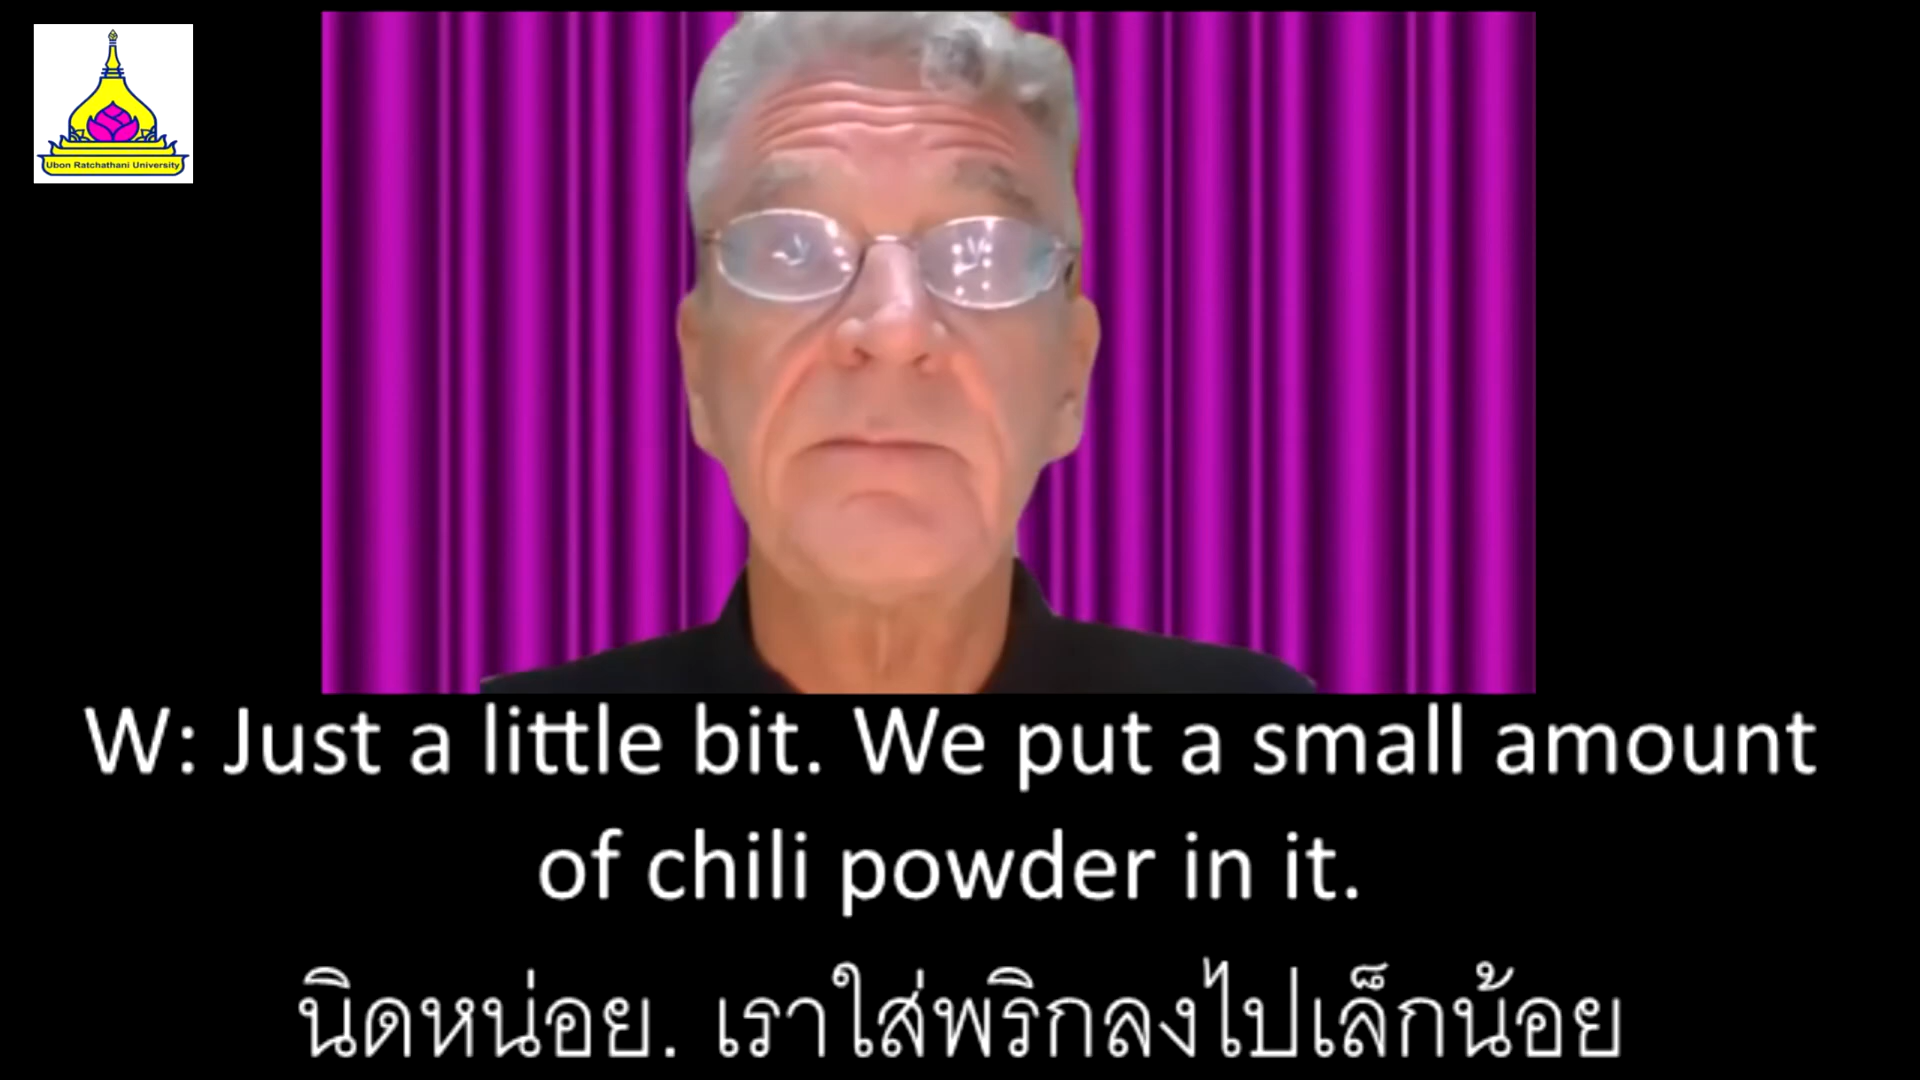 Ubon Ratchathani University
W: Just a little bit. We put a small amount
of chili powder in it.
นิดหน่อย. เราใส่พริกลงไปเล็กน้อย